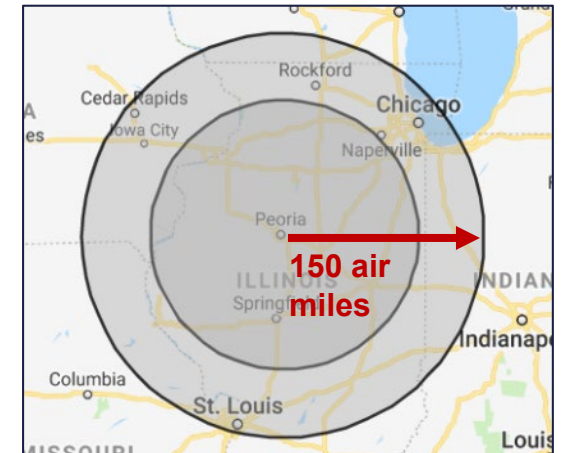 Rockford
Cedar Rapids
Chicago
A
es
Iowa City
Naperville
Peoria
150 air
miles
ILLINOIS
INDIAN
Springf
Indianap
Columbia
St. Louis
Louis
MISSOURI